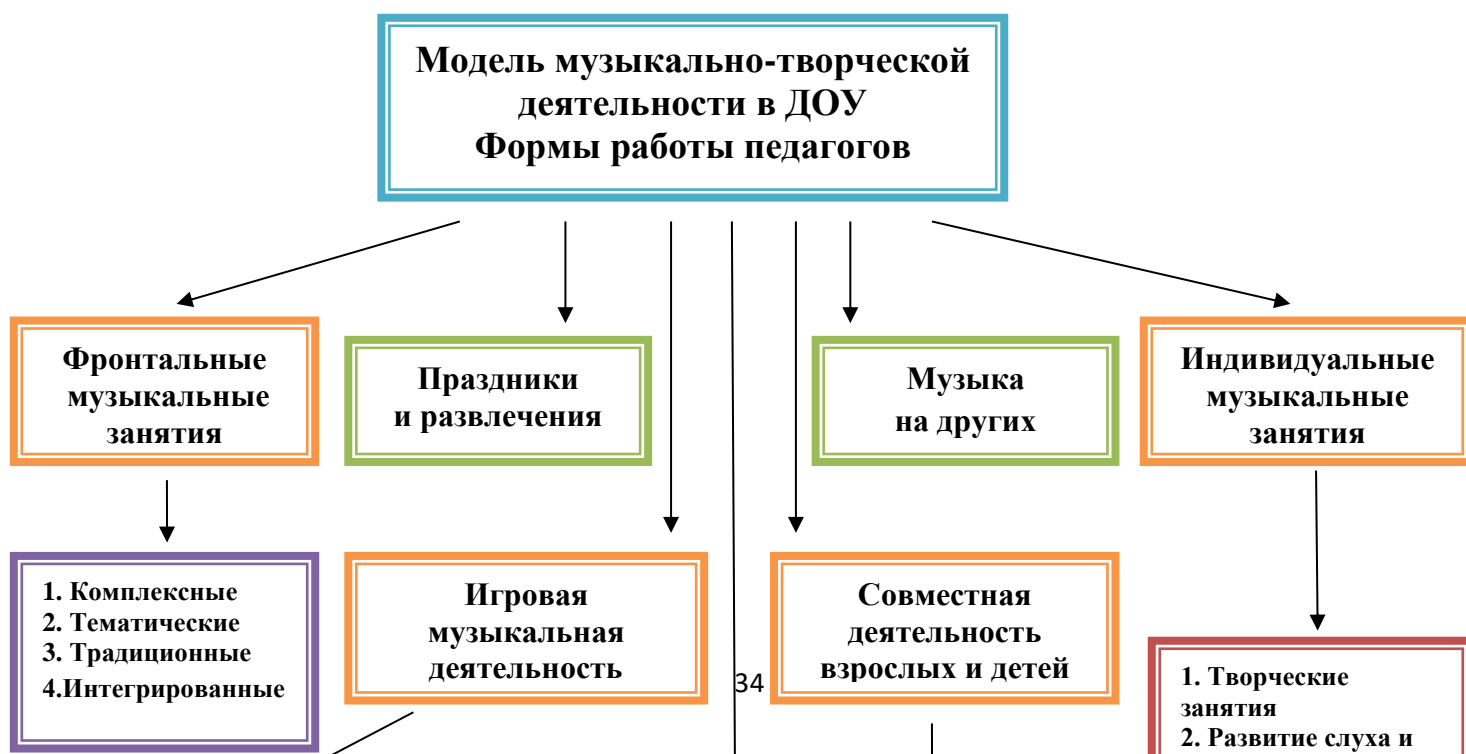 Модель музыкально-творческой
деятельности в ДОУ
Формы работы педагогов
Фронтальные
музыкальные
занятия
Праздники
и развлечения
Музыка
на других
Индивидуальные
музыкальные
занятия
1. Комплексные
2. Тематические
3. Традиционные
4.Интегрированные
Игровая
музыкальная
деятельность
Совместная
деятельность
взрослых и детей
1. Творческие
занятия
2. Развитие слуха и
34